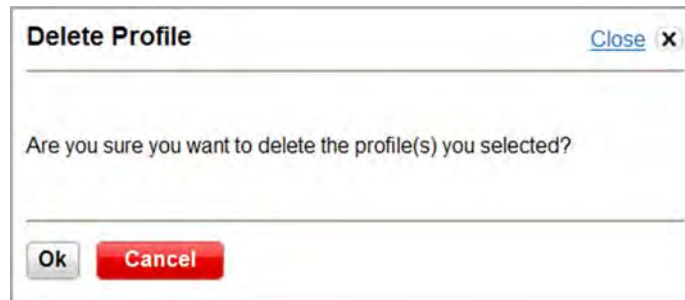 Delete Profile
Close X
Are you sure you want to delete the profile(s) you selected?
Ok Cancel